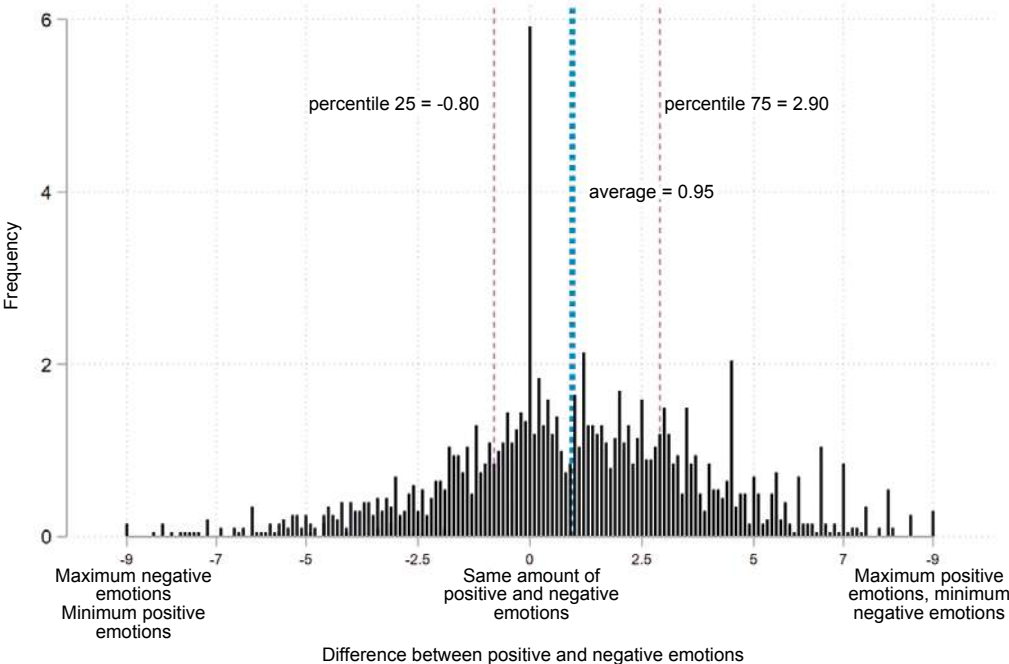 6
percentile 25 = -0.80
percentile 75 = 2.90
4
average = 0.95
Frequency
2
0
-9
-7
-5
-2.5
0
2.5
5
7
-9
Maximum negative
emotions
Minimum positive
emotions
Same amount of
positive and negative
emotions
Maximum positive
emotions, minimum
negative emotions
Difference between positive and negative emotions